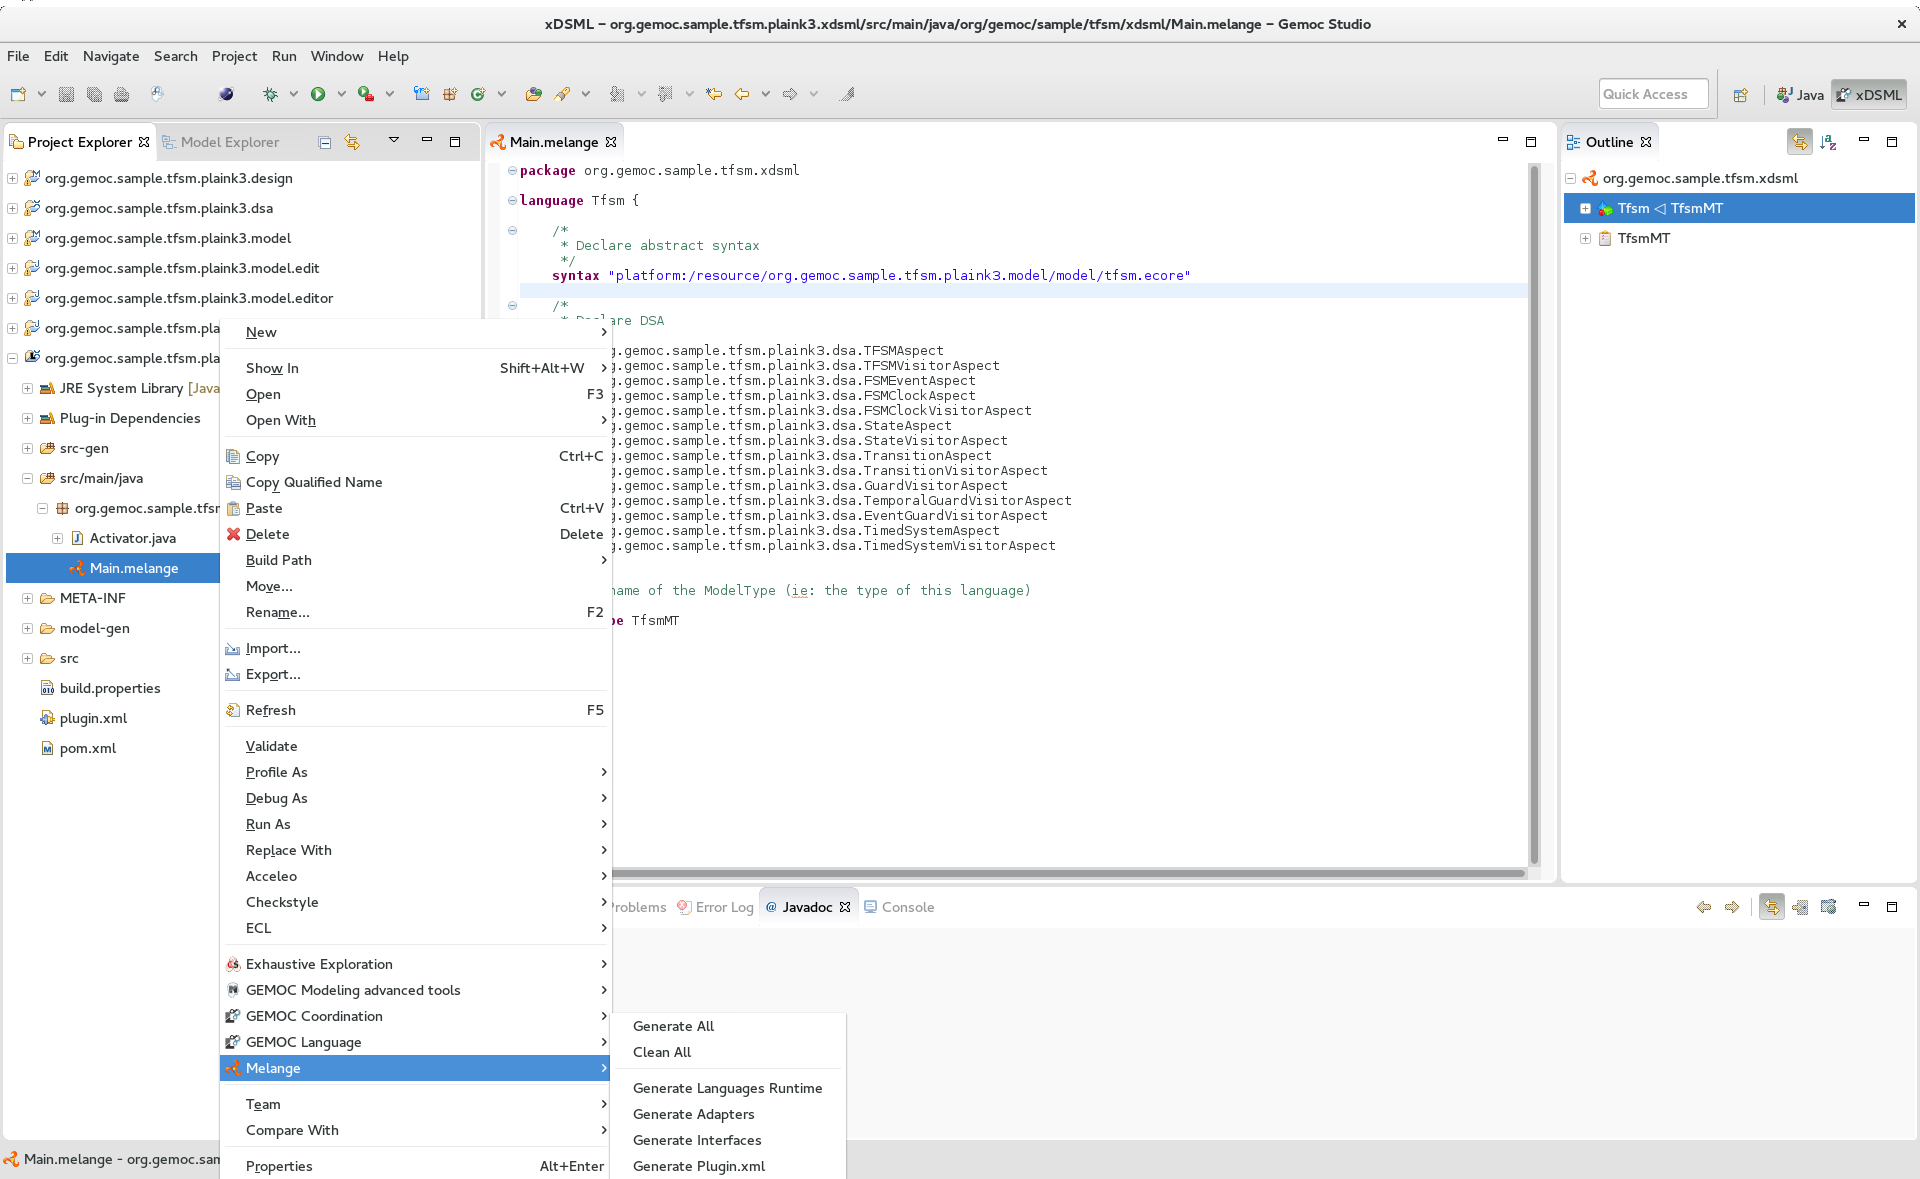 xDSML – org.gemoc.sample.tfsm.plaink3.xdsml/src/main/java/org/gemoc/sample/tfsm/xdsml/Main.melange – Gemoc Studio
File Edit Navigate Search Project Run Window Help
Quick Access
Java
xDSML
Project Explorer
Model Explorer
org.gemoc.sample.tfsm.plaink3.design
org.gemoc.sample.tfsm.plaink3.dsa
org.gemoc.sample.tfsm.plaink3.model
org.gemoc.sample.tfsm.plaink3.model.edit
org.gemoc.sample.tfsm.plaink3.model.editor
org.gemoc.sample.tfsm.pla
org.gemoc.sample.tfsm.pla
JRE System Library [Java
Plug-in Dependencies
src-gen
src/main/java
org.gemoc.sample.tfsr
Activator.java
Main.melange
META-INF
model-gen
src
build.properties
plugin.xml
pom.xml
New
Show In Shift+Alt+W
Open F3
Open With
Copy Ctrl+C
Copy Qualified Name
Paste Ctrl+V
Delete Delete
Build Path
Move...
Rename... F2
Import...
Export...
Refresh F5
Validate
Profile As
Debug As
Run As
Replace With
Acceleo
Checkstyle
ECL
Exhaustive Exploration
GEMOC Modeling advanced tools
GEMOC Coordination
GEMOC Language
Melange
Team
Compare With
Properties Alt+Enter
Generate All
Clean All
Generate Languages Runtime
Generate Adapters
Generate Interfaces
Generate Plugin.xml
Main.melange
package org.gemoc.sample.tfsm.xdsml
language Tfsm {
/*
* Declare abstract syntax
*/
syntax "platform:/resource/org.gemoc.sample.tfsm.plaink3.model/model/tfsm.ecore"
/*
* Declare DSA
g.gemoc.sample.tfsm.plaink3.dsa.TFSMAspect
g.gemoc.sample.tfsm.plaink3.dsa.TFSMVisitorAspect
g.gemoc.sample.tfsm.plaink3.dsa.FSMEventAspect
g.gemoc.sample.tfsm.plaink3.dsa.FSMClockAspect
g.gemoc.sample.tfsm.plaink3.dsa.FSMClockVisitorAspect
g.gemoc.sample.tfsm.plaink3.dsa.StateAspect
g.gemoc.sample.tfsm.plaink3.dsa.StateVisitorAspect
g.gemoc.sample.tfsm.plaink3.dsa.TransitionAspect
g.gemoc.sample.tfsm.plaink3.dsa.TransitionVisitorAspect
g.gemoc.sample.tfsm.plaink3.dsa.GuardVisitorAspect
g.gemoc.sample.tfsm.plaink3.dsa.TemporalGuardVisitorAspect
g.gemoc.sample.tfsm.plaink3.dsa.EventGuardVisitorAspect
g.gemoc.sample.tfsm.plaink3.dsa.TimedSystemAspect
g.gemoc.sample.tfsm.plaink3.dsa.TimedSystemVisitorAspect
name of the ModelType (ie: the type of this language)
pe TfsmMT
Outline
org.gemoc.sample.tfsm.xdsml
Tfsm ◁ TfsmMT
TfsmMT
Problems
Error Log
@ Javadoc
Console
Main.melange - org.gemoc.san